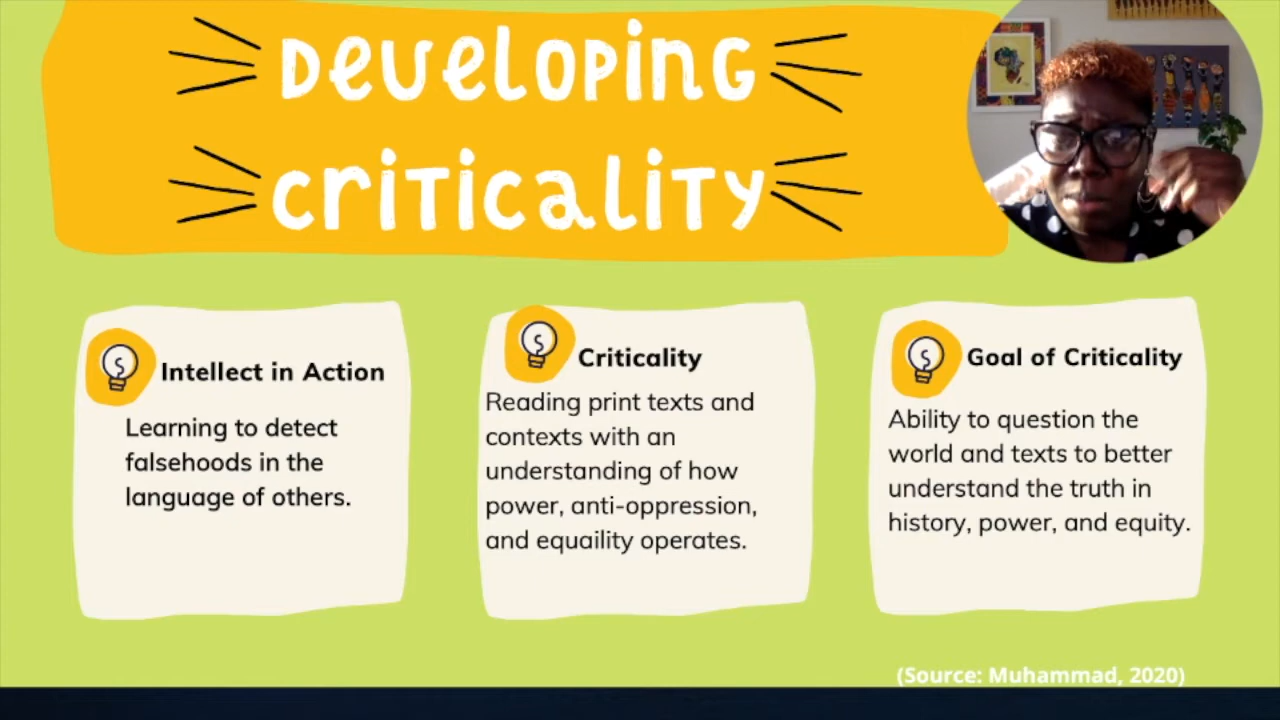 Developing
Criticality
Intellect in Action
Learning to detect
falsehoods in the
language of others.
Criticality
Reading print texts and
contexts with an
understanding of how
power, anti-oppression,
and equaility operates.
Goal of Criticality
Ability to question the
world and texts to better
understand the truth in
history, power, and equity.
(Source: Muhammad, 2020)